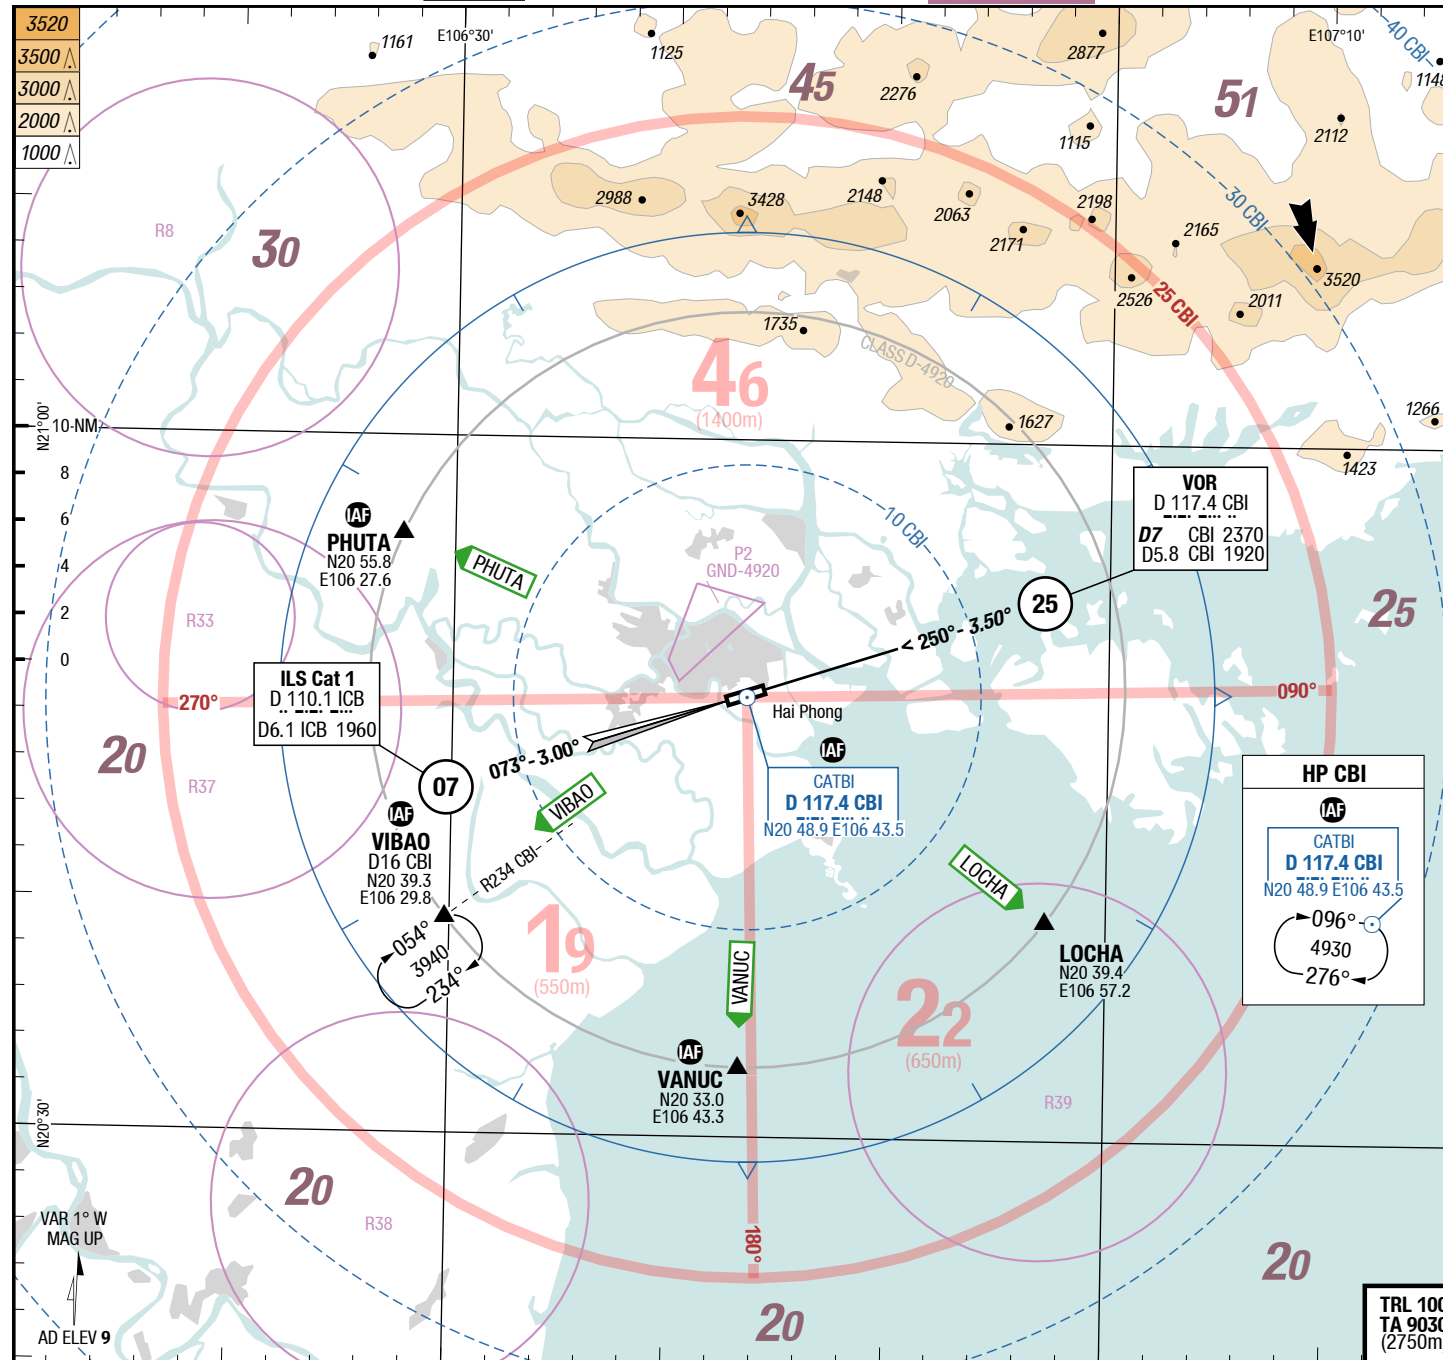 3520
3500
3000
2000
1000
1161
E106°30'
1125
2877
E107°10'
40 CBI
1148
45
2276
51
1115
2112
R8
30
2988
3428
2148
2063
2198
2171
2165
30 CBI
3520
2526
2011
25 CBI
1735
CLASS D-4920
46
(1400m)
1627
1266
1423
N21°00'
10-NM
8
6
4
2
0
IAF
PHUTA
N20 55.8
E106 27.6
PHUTA
10 CBI
P2
GND-4920
VOR
D 117.4 CBI
D7 CBI 2370
D5.8 CBI 1920
25
< 250°- 3.50°
25
R33
ILS Cat 1
D 110.1 ICB
D6.1 ICB 1960
270°
090°
Hai Phong
20
R37
07
073°- 3.00°
IAF
CATBI
D 117.4 CBI
N20 48.9 E106 43.5
VIBAO
IAF
VIBAO
D16 CBI
N20 39.3
E106 29.8
R234 CBI
054°
3940
234°
19
(550m)
VANUC
LOCHA
LOCHA
N20 39.4
E106 57.2
HP CBI
IAF
CATBI
D 117.4 CBI
N20 48.9 E106 43.5
096°
4930
276°
22
(650m)
IAF
VANUC
N20 33.0
E106 43.3
R39
N20°30'
20
R38
180°
VAR 1° W
MAG UP
AD ELEV 9
20
20
TRL 100
TA 9030
(2750m